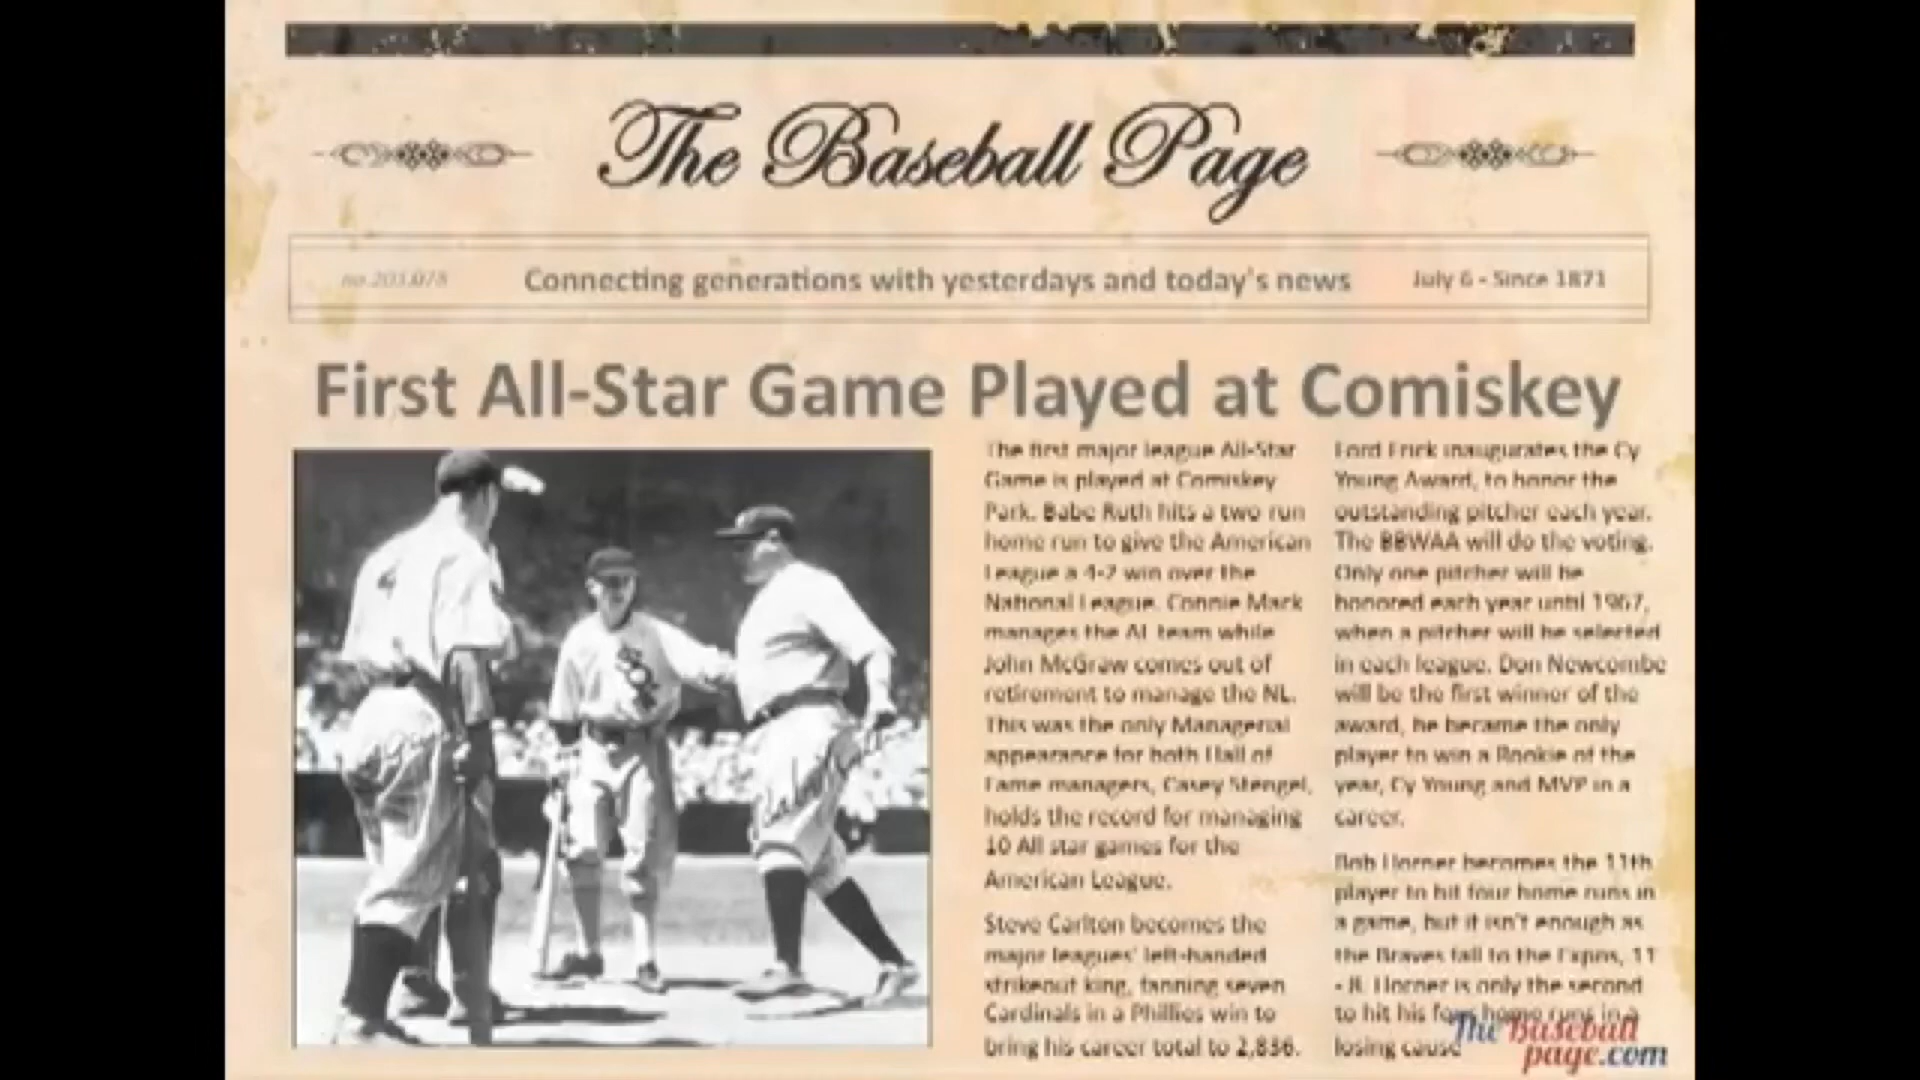 The Baseball Page
no.203,078
Connecting generations with yesterdays and today's news
July 6 - Since 1871
First All-Star Game Played at Comiskey
4
SOX
The first major league All-Star
Game is played at Comiskey
Park. Babe Ruth hits a two run
home run to give the American
League a 4-2 win over the
National League. Connie Mack
manages the AL team while
John McGraw comes out of
retirement to manage the NL.
This was the only Managerial
appearance for both Hall of
Fame managers, Casey Stengel,
holds the record for managing
10 All star games for the
American League.
Steve Carlton becomes the
major leagues' left-handed
strikeout king, fanning seven
Cardinals in a Phillies win to
bring his career total to 2,836.
Ford Frick inaugurates the Cy
Young Award, to honor the
outstanding pitcher each year.
The BBWAA will do the voting.
Only one pitcher will be
honored each year until 1967,
when a pitcher will be selected
in each league. Don Newcombe
will be the first winner of the
award, he became the only
player to win a Rookie of the
year, Cy Young and MVP in a
career.
Bob Horner becomes the 11th
player to hit four home runs in
a game, but it isn't enough as
the Braves fall to the Expos, 11
- 8. Horner is only the second
to hit his four home runs in a
losing cause
The Baseball
page.com